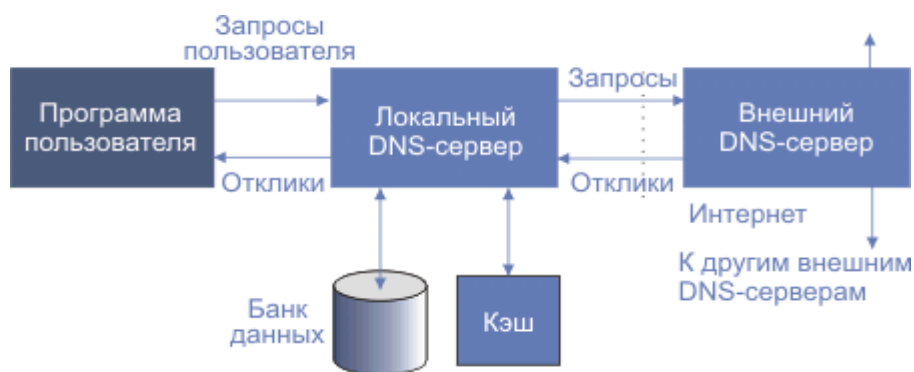 Запросы
пользователя
Программа
пользователя
Отклики
Локальный
DNS-сервер
Запросы
Отклики
Внешний
DNS-сервер
Интернет
К другим внешним
DNS-серверам
Банк
данных
Кэш